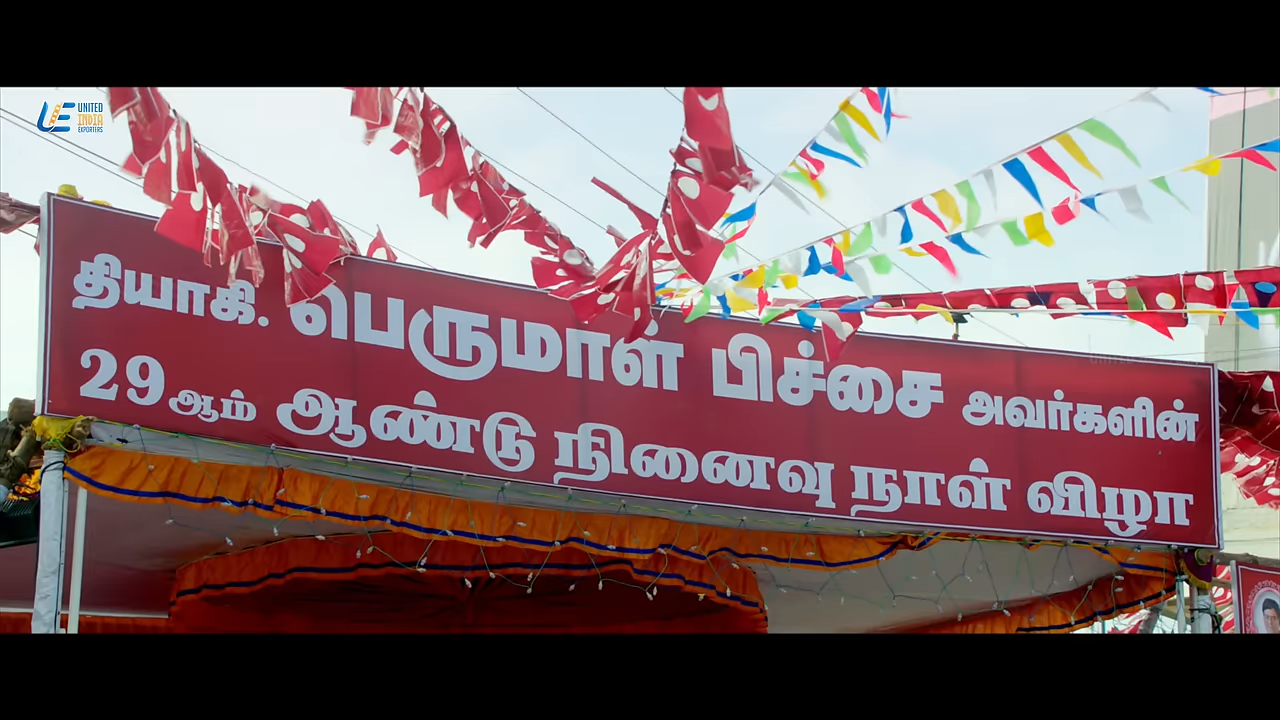 UNITED
INDIA
EXPORTERS
தியாகி. பெருமாள் பிச்சை அவர்களின்
29ஆம் ஆண்டு நினைவு நாள் விழா